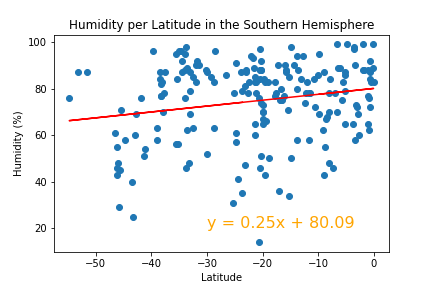 Humidity per Latitude in the Southern Hemisphere
100
80
60
40
20
Humidity (%)
y = 0.25x + 80.09
−50
−40
−30
−20
−10
0
Latitude